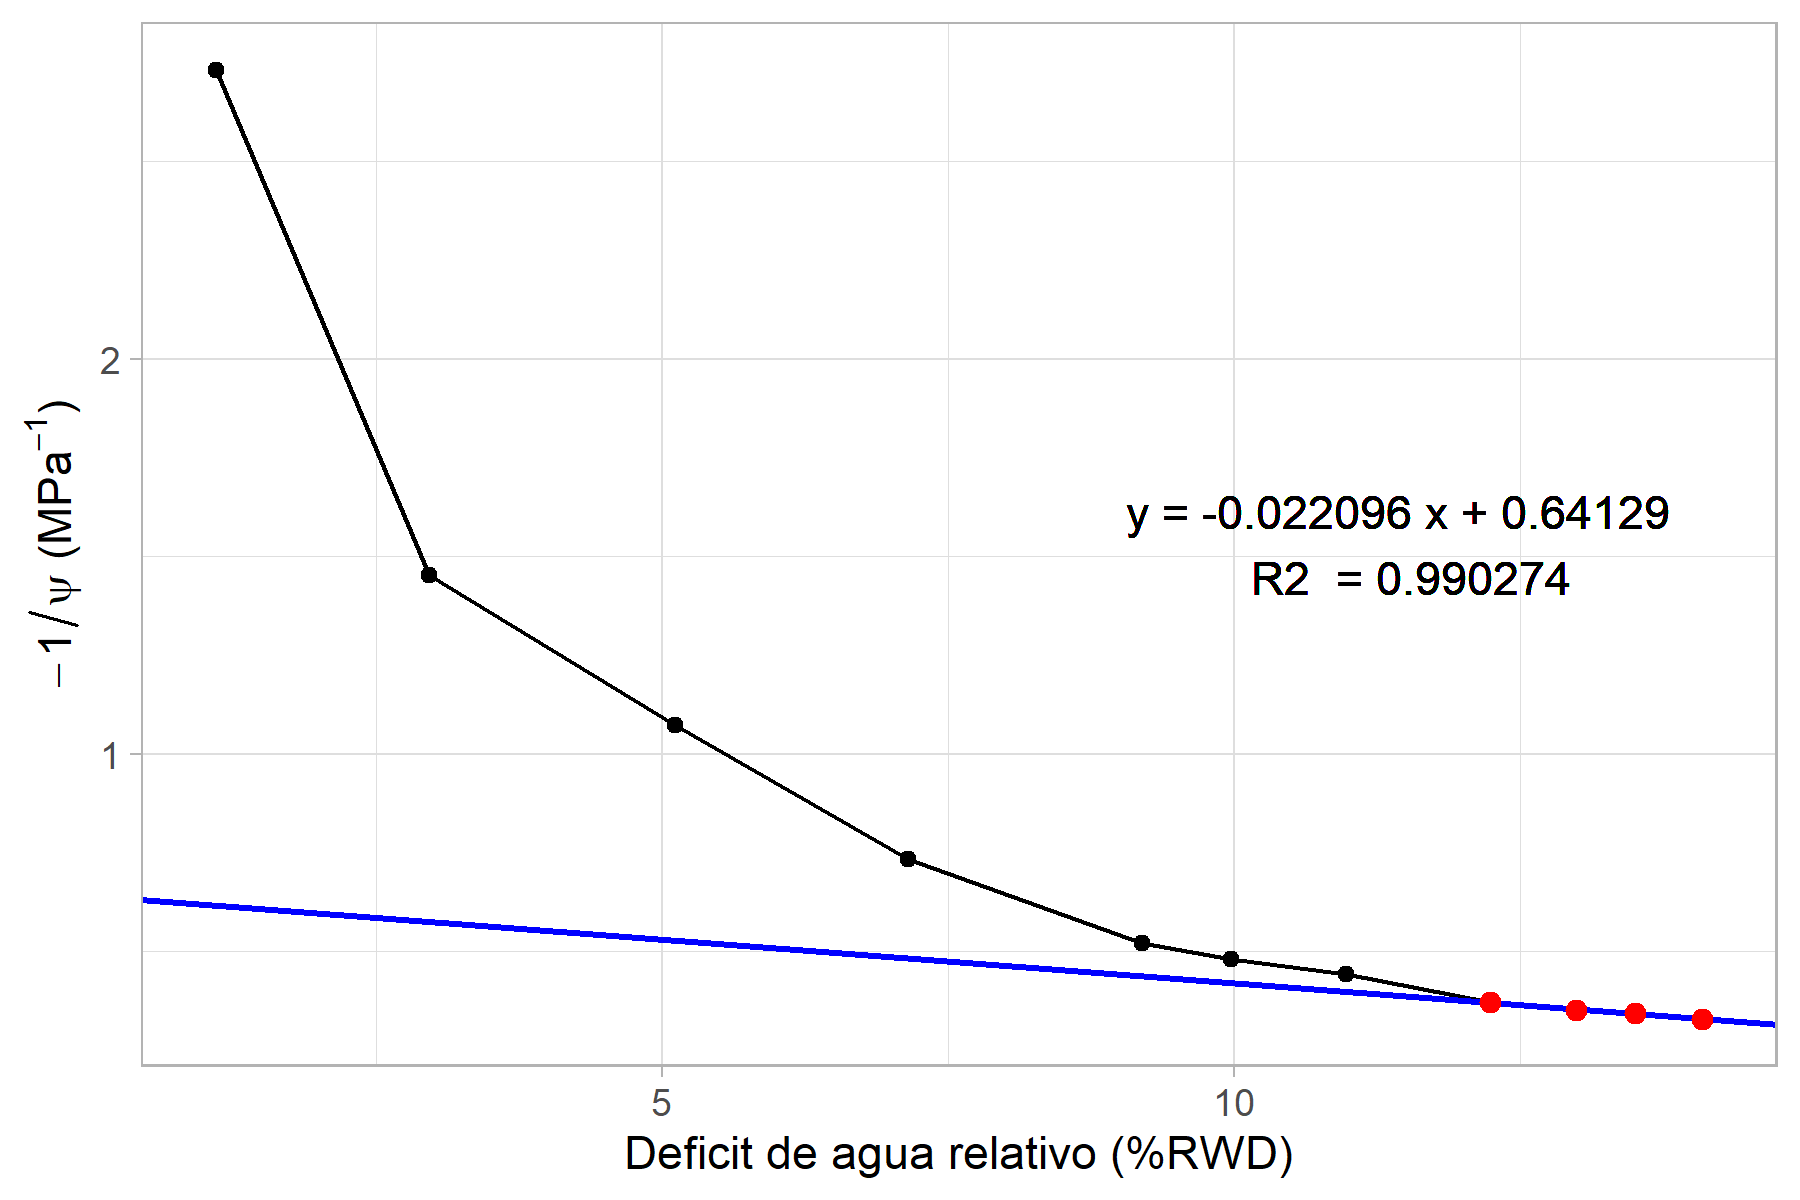 2
1
−1/ψ (MPa⁻¹)
y = -0.022096 x + 0.64129
R2  = 0.990274
5
10
Deficit de agua relativo (%RWD)